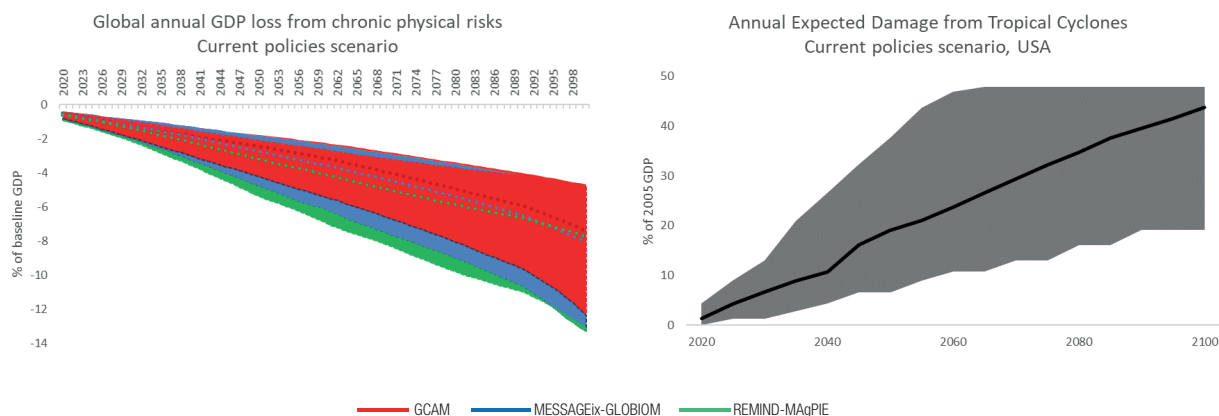 Global annual GDP loss from chronic physical risks
Current policies scenario
2020 2023 2026 2029 2032 2035 2038 2041 2044 2047 2050 2053 2056 2059 2062 2065 2068 2071 2074 2077 2080 2083 2086 2089 2092 2095 2098
% of baseline GDP
0
-2
-4
-6
-8
-10
-12
-14
Annual Expected Damage from Tropical Cyclones
Current policies scenario, USA
% of 2005 GDP
50
40
30
20
10
0
2020 2040 2060 2080 2100
GCAM MESSAGEix-GLOBIOM REMIND-MAgPIE